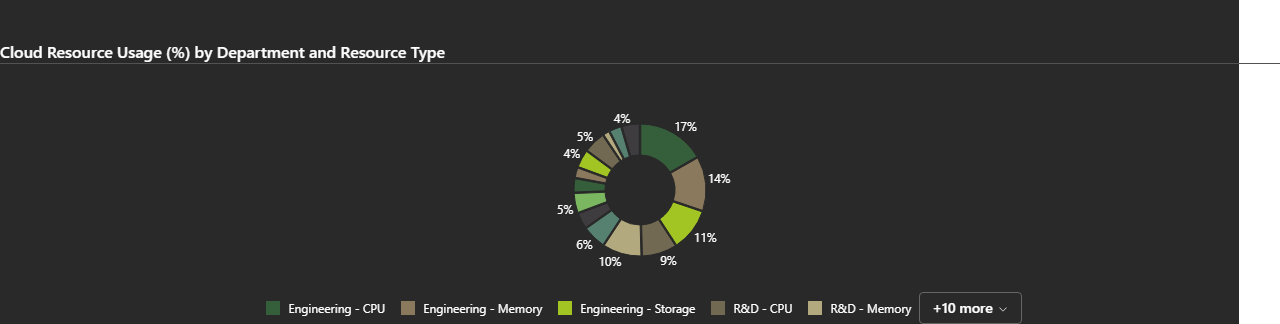 Cloud Resource Usage (%) by Department and Resource Type
4%
17%
5%
4%
14%
5%
11%
6%
10%
9%
Engineering - CPU
Engineering - Memory
Engineering - Storage
R&D - CPU
R&D - Memory
+10 more